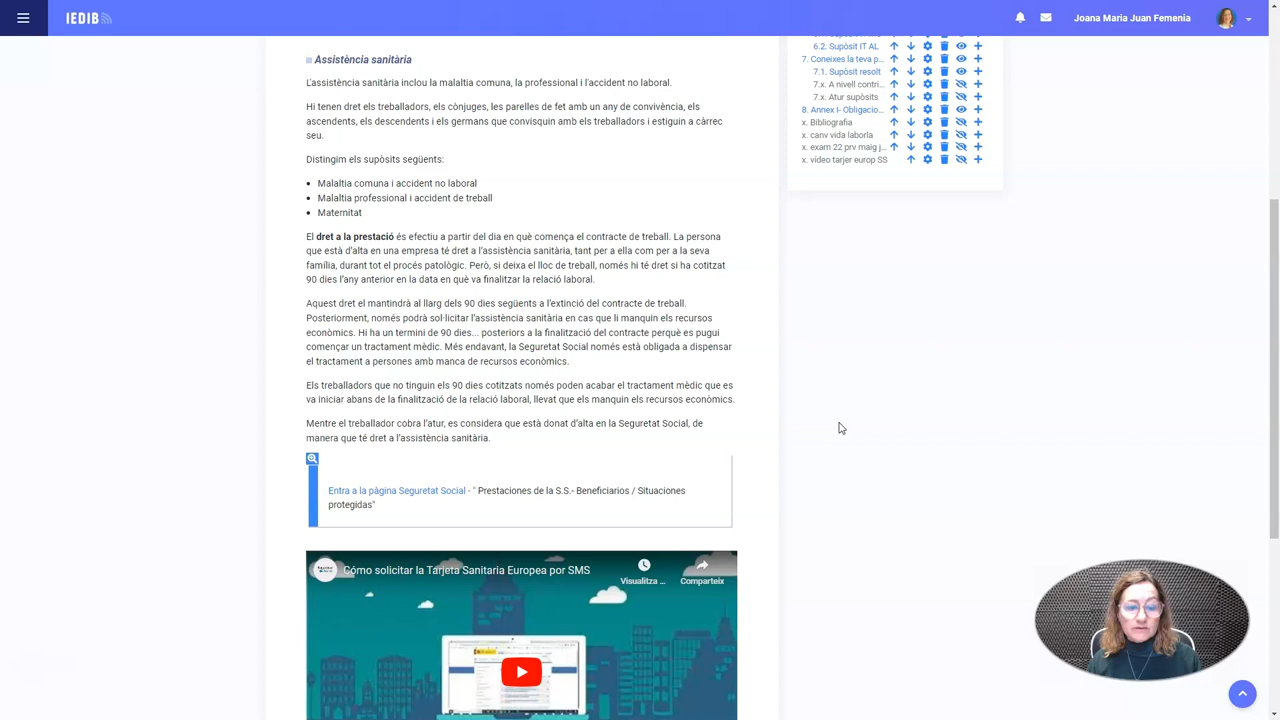 IEDIB
Joana Maria Juan Femenia
Assistència sanitària
L'assistència sanitària inclou la malaltia comuna, la professional i l'accident no laboral.
Hi tenen dret els treballadors, els cònjuges, les parelles de fet amb un any de convivència, els
ascendents, els descendents i els germans que convisquin amb els treballadors i estiguin a càrrec
seu.
Distingim els supòsits següents:
Malaltia comuna i accident no laboral
Malaltia professional i accident de treball
Maternitat
El dret a la prestació és efectiu a partir del dia en què comença el contracte de treball. La persona
que està d'alta en una empresa té dret a l'assistència sanitària, tant per a ella com per a la seva
família, durant tot el procés patològic. Però, si deixa el lloc de treball, només hi té dret si ha cotitzat
90 dies l'any anterior en la data en què va finalitzar la relació laboral.
Aquest dret el mantindrà al llarg dels 90 dies següents a l'extinció del contracte de treball.
Posteriorment, només podrà sol·licitar l'assistència sanitària en cas que li manquin els recursos
econòmics. Hi ha un termini de 90 dies... posteriors a la finalització del contracte perquè es pugui
començar un tractament mèdic. Més endavant, la Seguretat Social només està obligada a dispensar
el tractament a persones amb manca de recursos econòmics.
Els treballadors que no tinguin els 90 dies cotitzats només poden acabar el tractament mèdic que es
va iniciar abans de la finalització de la relació laboral, llevat que els manquin els recursos econòmics.
Mentre el treballador cobra l'atur, es considera que està donat d'alta en la Seguretat Social, de
manera que té dret a l'assistència sanitària.
Entra a la pàgina Seguretat Social - " Prestaciones de la S.S.- Beneficiarios / Situaciones
protegidas"
Cómo solicitar la Tarjeta Sanitaria Europea por SMS
Visualitza ...
Comparteix
6.2. Supòsit IT AL
7. Coneixes la teva p...
7.1. Supòsit resolt
7.x. A nivell contri...
7.x. Atur supòsits
8. Annex I- Obligacio...
x. Bibliografia
x. canv vida laborla
x. exam 22 prv maig j...
x. vídeo tarjer europ SS